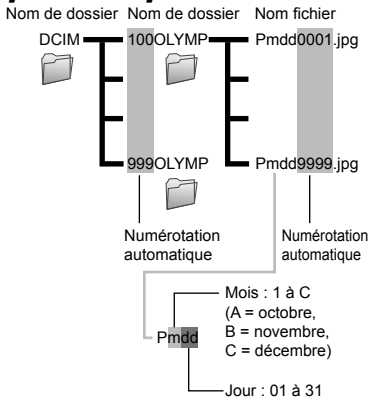 Nom de dossier Nom de dossier Nom fichier
DCIM 100OLYMP Pmdd0001.jpg
999OLYMP Pmdd9999.jpg
Numérotation automatique
Numérotation automatique
Mois : 1 à C
(A = octobre,
B = novembre,
C = décembre)
Pmdd
Jour : 01 à 31